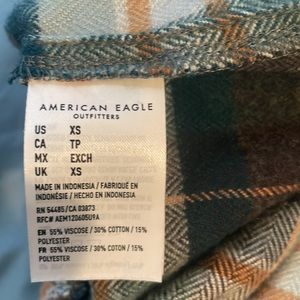 AMERICAN EAGLE
OUTFITTERS
US XS
CA TP
MX EXCH
UK XS
MADE IN INDONESIA / FABRIQUÉ EN
INDONÉSIE / HECHO EN INDONESIA
RN 54485/CA 03873
RFC# AEM120605U9A
EN 55% VISCOSE / 30% COTTON / 15%
POLYESTER
FR 55% VISCOSE / 30% COTON / 15%
POLYESTER